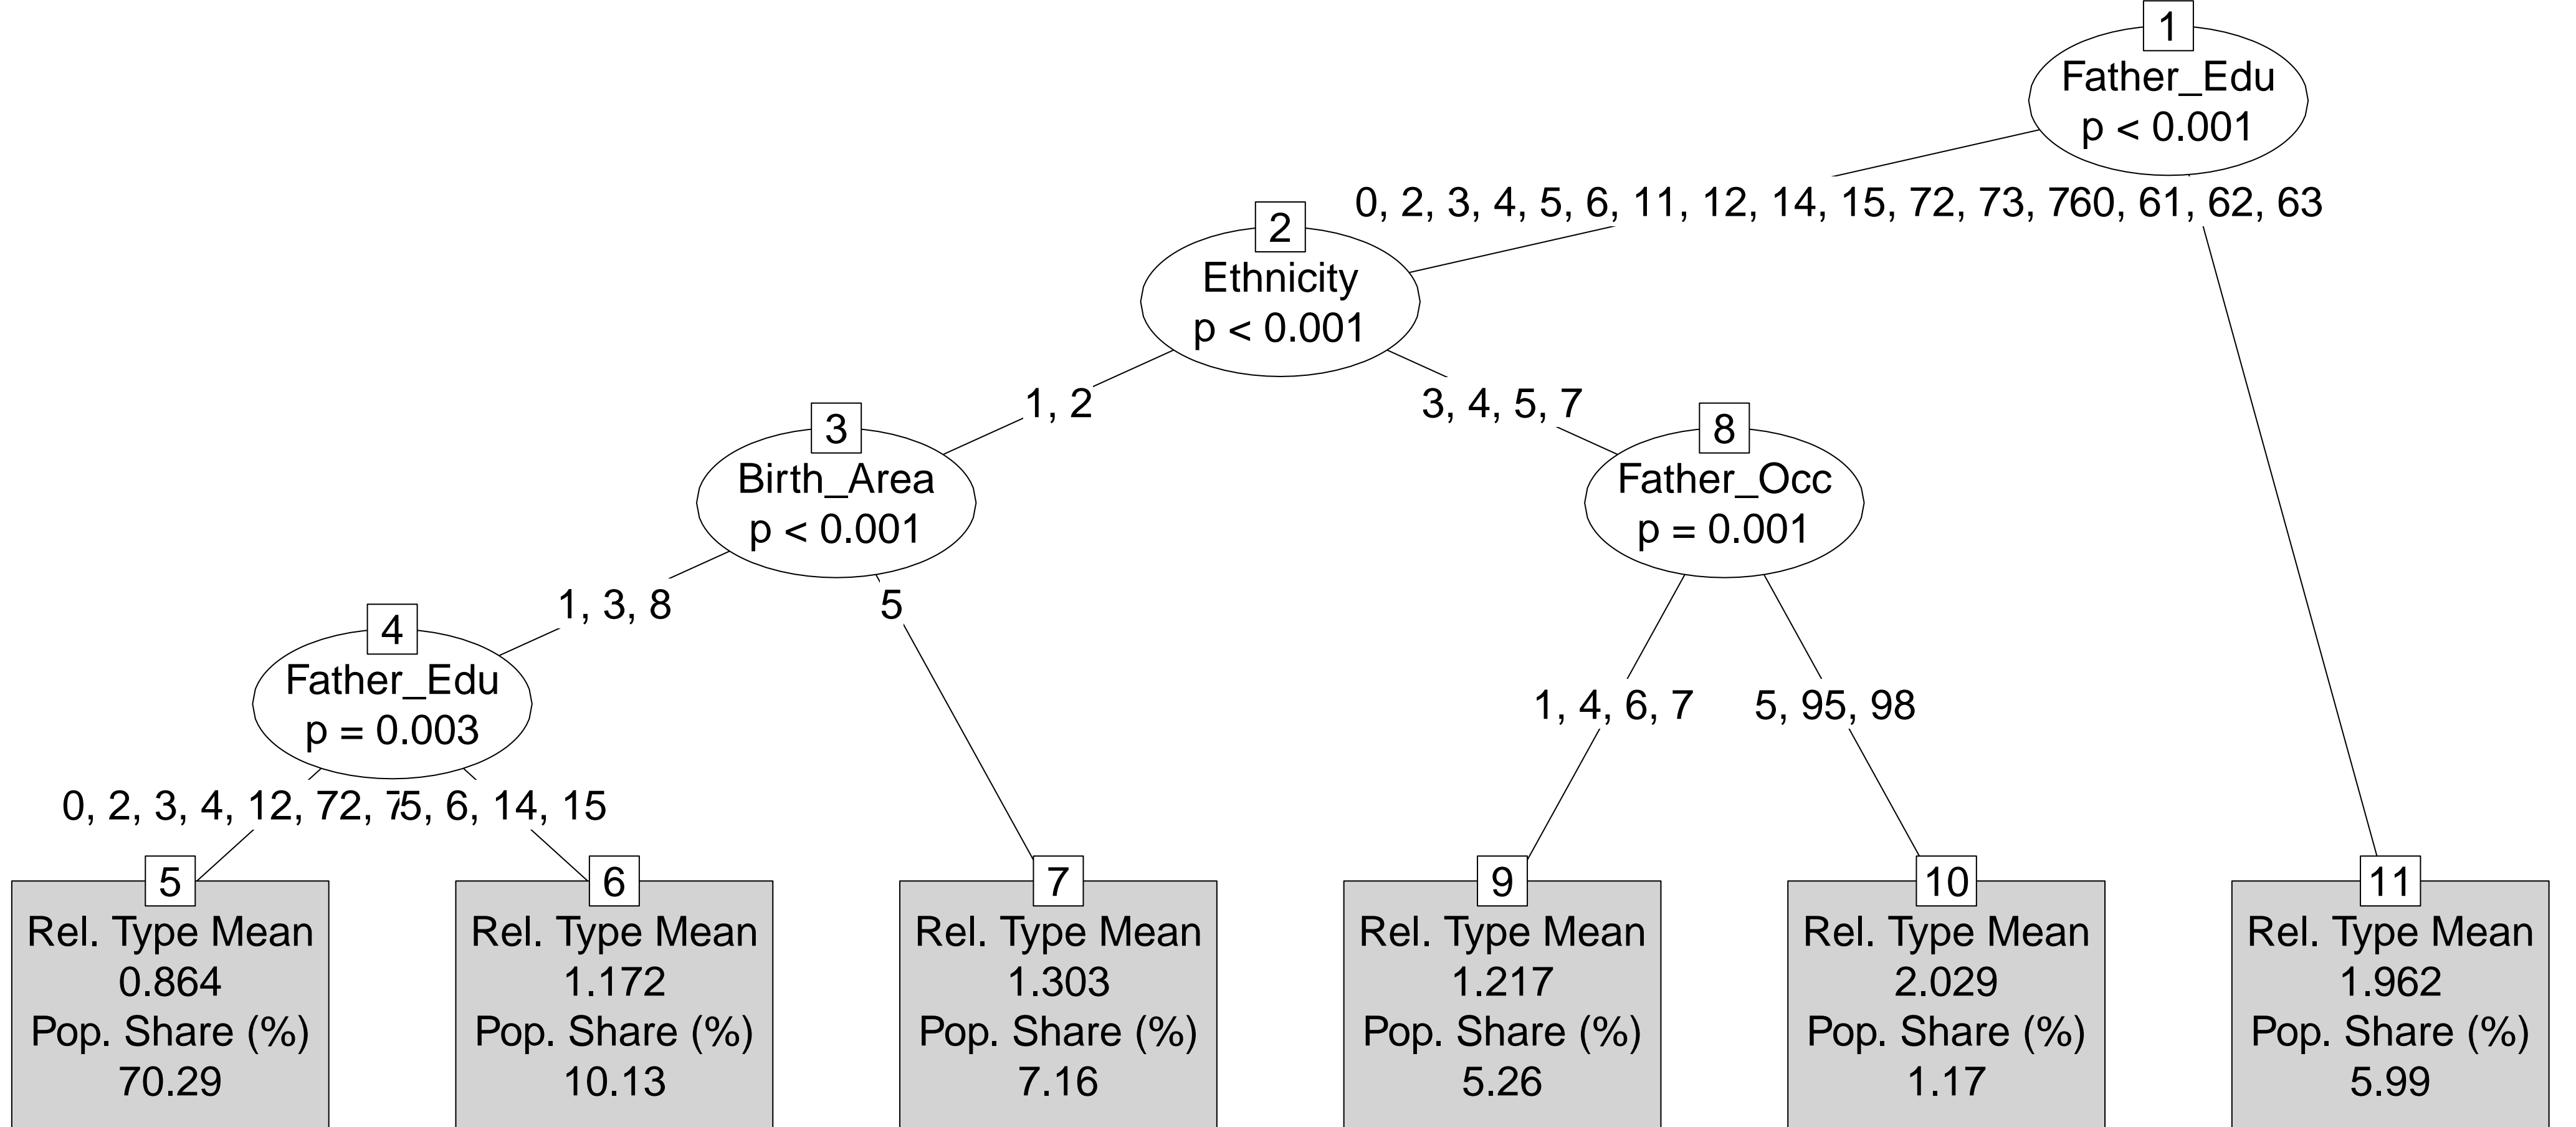 1
Father_Edu
p < 0.001
0, 2, 3, 4, 5, 6, 11, 12, 14, 15, 72, 73, 760, 61, 62, 63
2
Ethnicity
p < 0.001
1, 2
3, 4, 5, 7
3
Birth_Area
p < 0.001
8
Father_Occ
p = 0.001
1, 3, 8
5
4
Father_Edu
p = 0.003
1, 4, 6, 7
5, 95, 98
0, 2, 3, 4, 12, 72, 75, 6, 14, 15
5
Rel. Type Mean
0.864
Pop. Share (%)
70.29
6
Rel. Type Mean
1.172
Pop. Share (%)
10.13
7
Rel. Type Mean
1.303
Pop. Share (%)
7.16
9
Rel. Type Mean
1.217
Pop. Share (%)
5.26
10
Rel. Type Mean
2.029
Pop. Share (%)
1.17
11
Rel. Type Mean
1.962
Pop. Share (%)
5.99